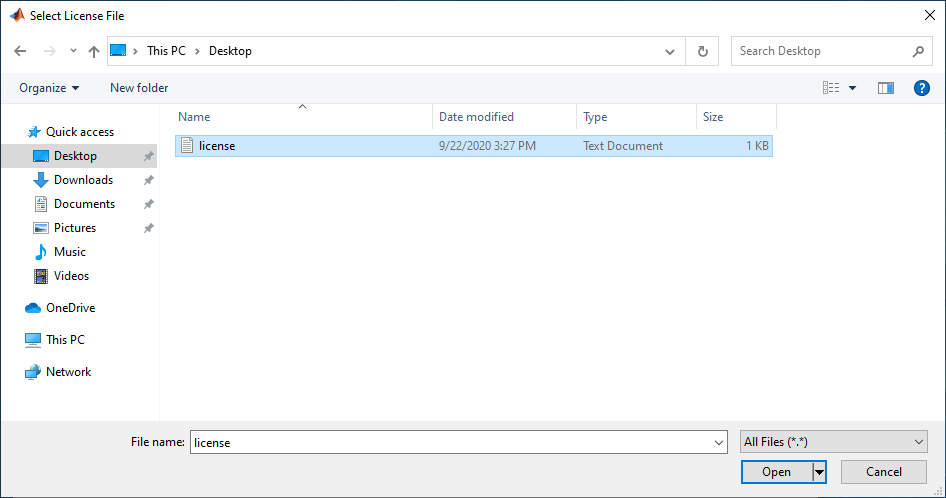 Select License File
This PC > Desktop
Search Desktop
Organize
New folder
?
Name Date modified Type Size
license 9/22/2020 3:27 PM Text Document 1 KB
Quick access
Desktop
Downloads
Documents
Pictures
Music
Videos
OneDrive
This PC
Network
File name: license
All Files (*.*)
Open
Cancel